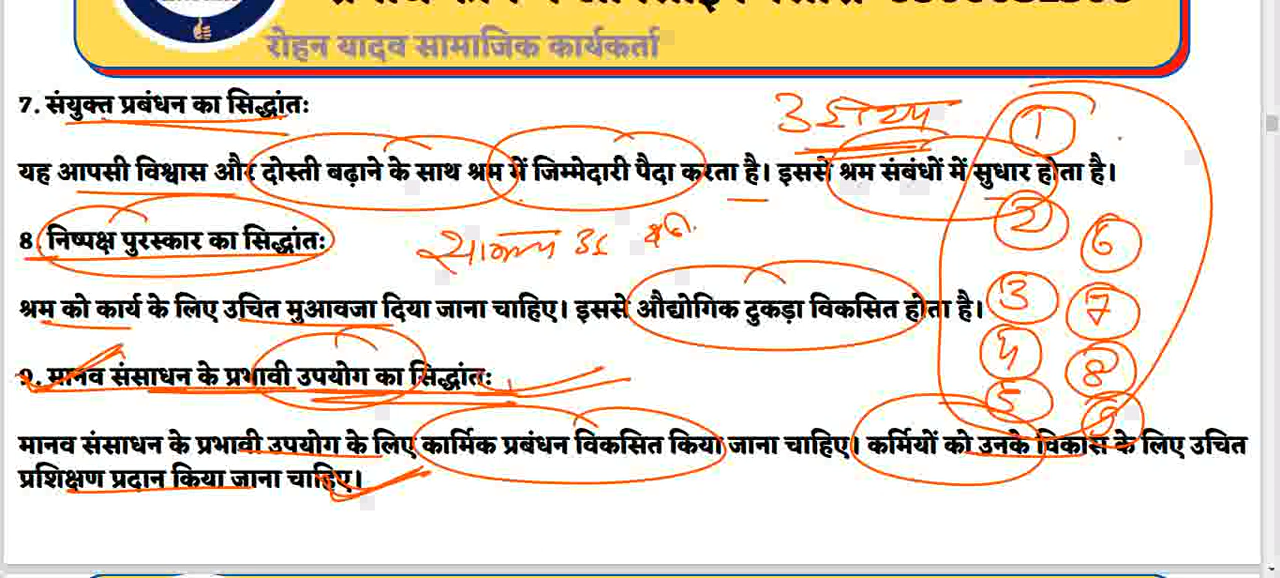 रोहन यादव सामाजिक कार्यकर्ता
7. संयुक्त प्रबंधन का सिद्धांतः
यह आपसी विश्वास और दोस्ती बढ़ाने के साथ श्रम में जिम्मेदारी पैदा करता है। इससे श्रम संबंधों में सुधार होता है।
8 निष्पक्ष पुरस्कार का सिद्धांतः
श्रम को कार्य के लिए उचित मुआवजा दिया जाना चाहिए। इससे औद्योगिक टुकड़ा विकसित होता है।
9. मानव संसाधन के प्रभावी उपयोग का सिद्धांतः
मानव संसाधन के प्रभावी उपयोग के लिए कार्मिक प्रबंधन विकसित किया जाना चाहिए। कर्मियों को उनके विकास के लिए उचित
प्रशिक्षण प्रदान किया जाना चाहिए।
1
2
3
4
5
6
7
8
9